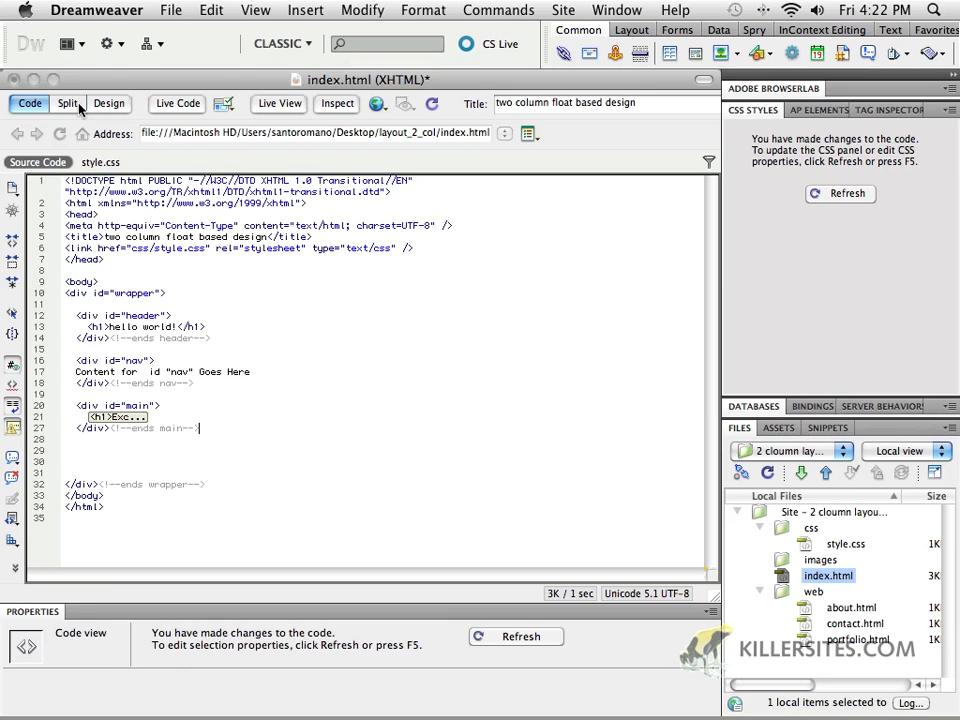 Dreamweaver File Edit View Insert Modify Format Commands Site Window Help Fri 4:22 PM
Dw CLASSIC CS Live
Common Layout Forms Data Spry InContext Editing Text Favorites
index.html (XHTML)*
Code Split Design Live Code Live View Inspect Title: two column float based design
Address: file:///Macintosh HD/Users/santoromano/Desktop/layout_2_col/index.html
Source Code style.css
1 <!DOCTYPE html PUBLIC "-//W3C//DTD XHTML 1.0 Transitional//EN"
"http://www.w3.org/TR/xhtml1/DTD/xhtml1-transitional.dtd">
2 <html xmlns="http://www.w3.org/1999/xhtml">
3 <head>
4 <meta http-equiv="Content-Type" content="text/html; charset=UTF-8" />
5 <title>two column float based design</title>
6 <link href="css/style.css" rel="stylesheet" type="text/css" />
7 </head>
8
9 <body>
10 <div id="wrapper">
11
12 <div id="header">
13 <h1>hello world!</h1>
14 </div><!--ends header-->
15
16 <div id="nav">
17 Content for  id "nav" Goes Here
18 </div><!--ends nav-->
19
20 <div id="main">
21 <h1>Exc...
27 </div><!--ends main-->
28
29
30
31
32 </div><!--ends wrapper-->
33 </body>
34 </html>
35
3K / 1 sec Unicode 5.1 UTF-8
PROPERTIES
Code view
You have made changes to the code.
To edit selection properties, click Refresh or press F5.
Refresh
ADOBE BROWSERLAB
CSS STYLES AP ELEMENTS TAG INSPECTOR
You have made changes to the code.
To update the CSS panel or edit CSS
properties, click Refresh or press F5.
Refresh
DATABASES BINDINGS SERVER BEHAVIORS
FILES ASSETS SNIPPETS
2 cloumn lay... Local view
Local Files Size
Site - 2 cloumn layou...
css
style.css 1K
images
index.html 3K
web
about.html 1K
contact.html 1K
portfolio.html 1K
KILLERSITES.COM
1 local items selected to Log...